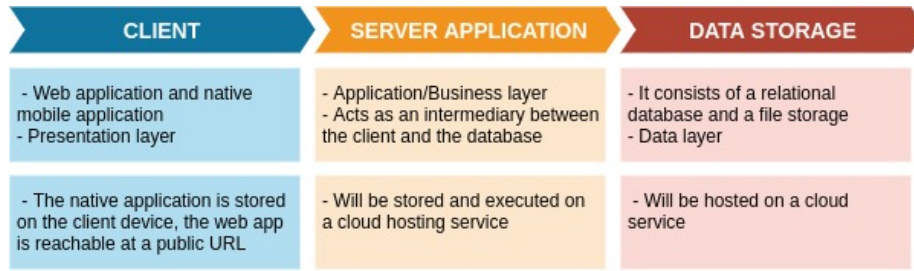 CLIENT
SERVER APPLICATION
DATA STORAGE
- Web application and native
mobile application
- Presentation layer
- Application/Business layer
- Acts as an intermediary between
the client and the database
- It consists of a relational
database and a file storage
- Data layer
- The native application is stored
on the client device, the web app
is reachable at a public URL
- Will be stored and executed on
a cloud hosting service
- Will be hosted on a cloud
service